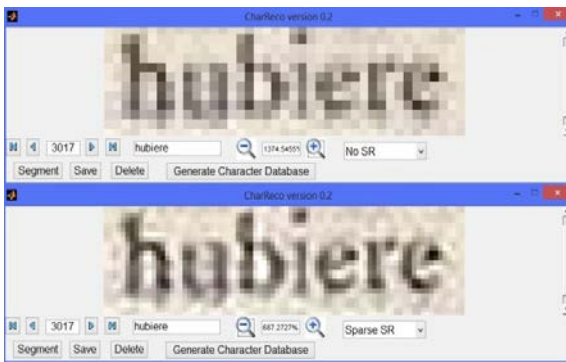 CharReco version 0.2
hubiere
3017 hubiere 1374.5455% No SR
Segment Save Delete Generate Character Database
CharReco version 0.2
hubiere
3017 hubiere 687.2727% Sparse SR
Segment Save Delete Generate Character Database